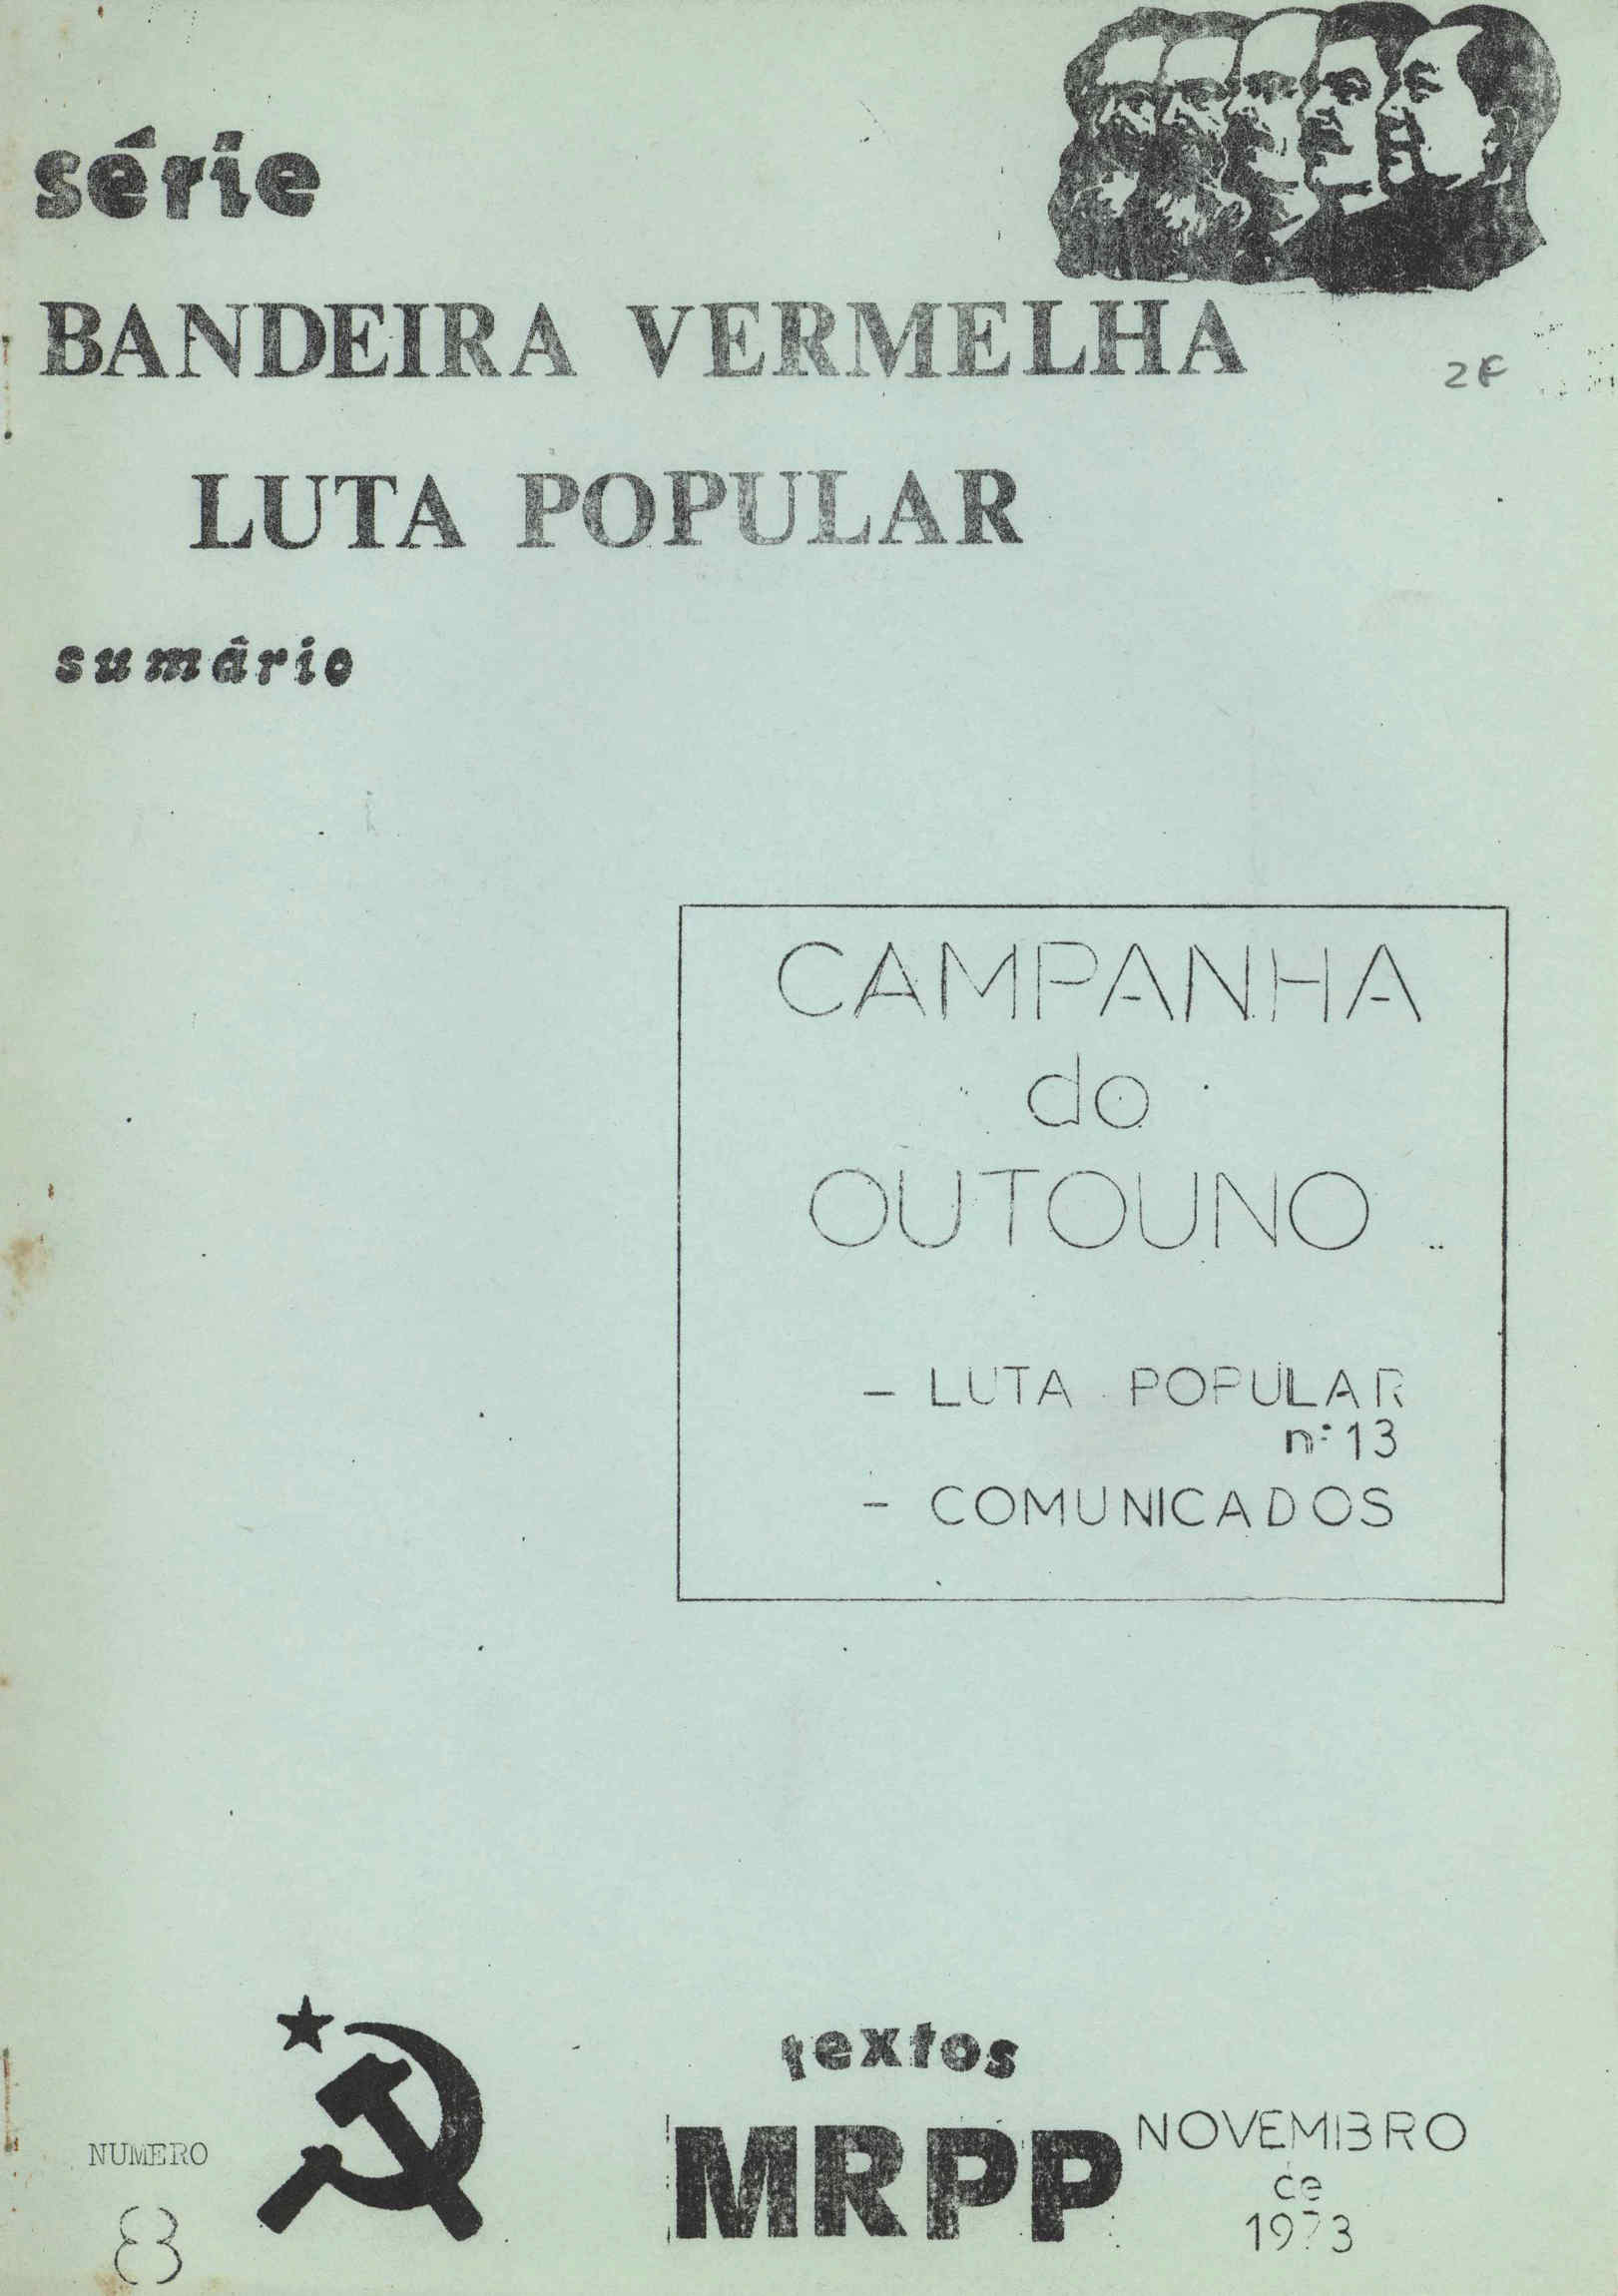 série
BANDEIRA VERMELHA
2F
LUTA POPULAR
sumário
CAMPANHA
do
OUTOUNO
- LUTA POPULAR
nº 13
- COMUNICADOS
textos
MRPP
NOVEMBRO
de
1973
NUMERO
8